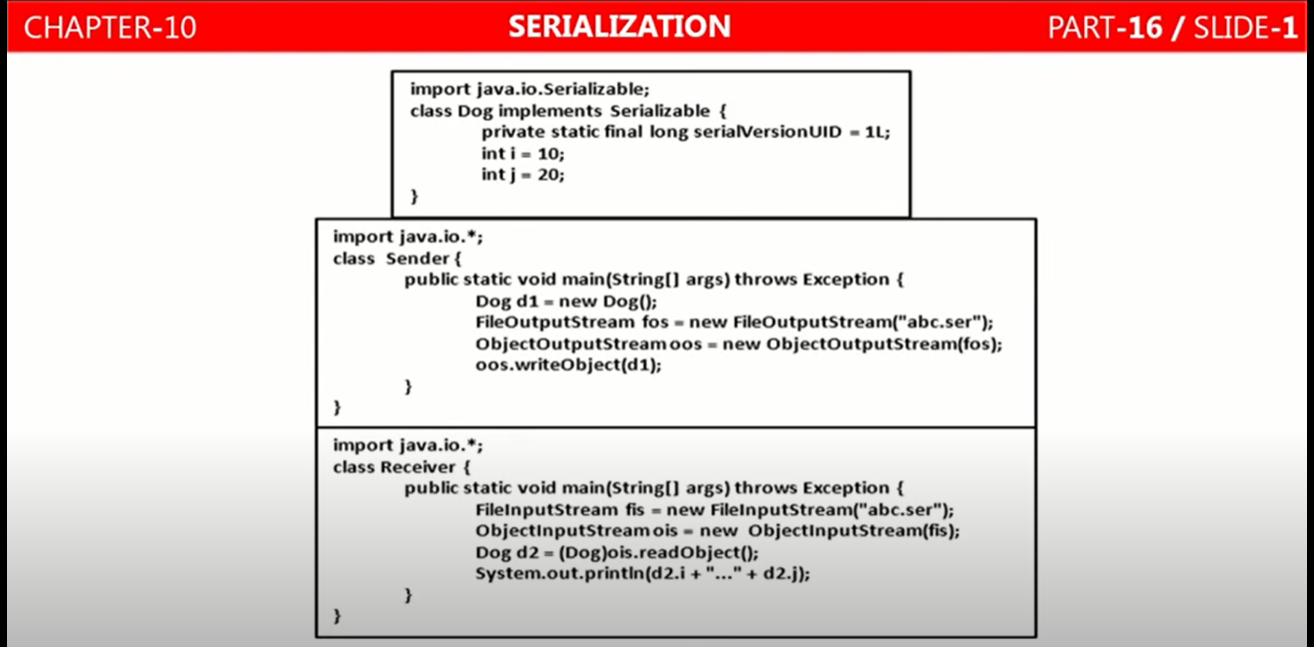 CHAPTER-10 SERIALIZATION PART-16 / SLIDE-1
import java.io.Serializable;
class Dog implements Serializable {
private static final long serialVersionUID = 1L;
int i = 10;
int j = 20;
}
import java.io.*;
class Sender {
public static void main(String[] args) throws Exception {
Dog d1 = new Dog();
FileOutputStream fos = new FileOutputStream("abc.ser");
ObjectOutputStream oos = new ObjectOutputStream(fos);
oos.writeObject(d1);
}
}
import java.io.*;
class Receiver {
public static void main(String[] args) throws Exception {
FileInputStream fis = new FileInputStream("abc.ser");
ObjectInputStream ois = new ObjectInputStream(fis);
Dog d2 = (Dog)ois.readObject();
System.out.println(d2.i + "..." + d2.j);
}
}